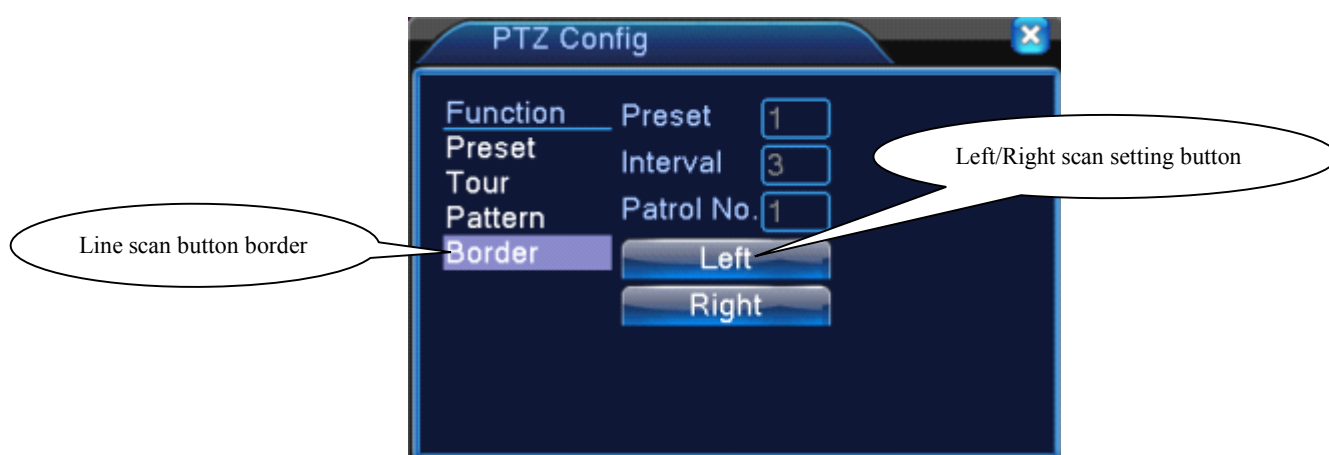 PTZ Config
Function
Preset
Tour
Pattern
Border
Preset 1
Interval 3
Patrol No. 1
Left
Right
Line scan button border
Left/Right scan setting button